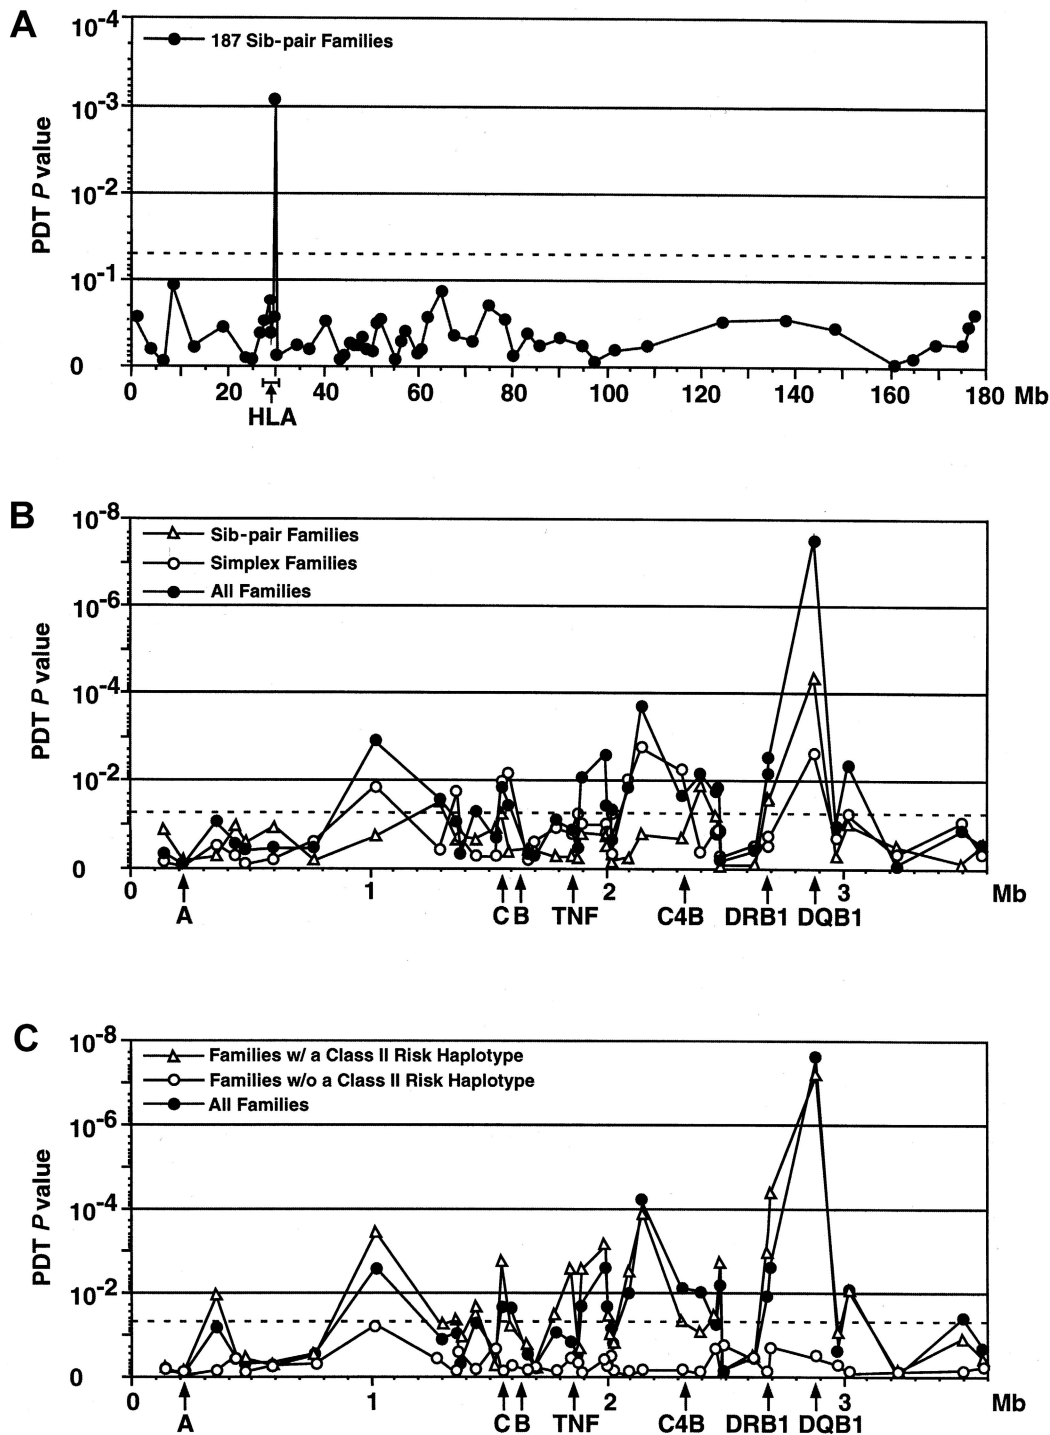 A
10-4
187 Sib-pair Families
10-3
PDT P value
10-2
10-1
0
0 20 40 60 80 100 120 140 160 180 Mb
HLA
B
10-8
Sib-pair Families
Simplex Families
All Families
10-6
PDT P value
10-4
10-2
0
0 1 2 3 Mb
A C B TNF C4B DRB1 DQB1
C
10-8
Families w/ a Class II Risk Haplotype
Families w/o a Class II Risk Haplotype
All Families
10-6
PDT P value
10-4
10-2
0
0 1 2 3 Mb
A C B TNF C4B DRB1 DQB1